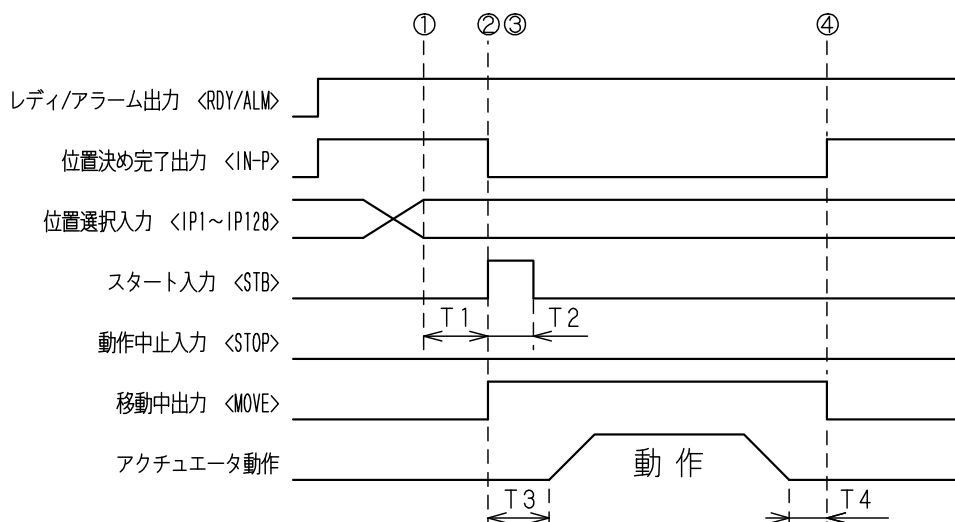 ① ②③ ④
レディ/アラーム出力 <RDY/ALM>
位置決め完了出力 <IN-P>
位置選択入力 <IP1～IP128>
スタート入力 <STB>
T1 T2
動作中止入力 <STOP>
移動中出力 <MOVE>
アクチュエータ動作
動作
T3 T4